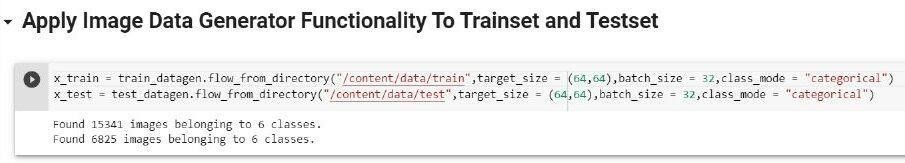 Apply Image Data Generator Functionality To Trainset and Testset
x_train = train_datagen.flow_from_directory("/content/data/train",target_size = (64,64),batch_size = 32,class_mode = "categorical")
x_test = test_datagen.flow_from_directory("/content/data/test",target_size = (64,64),batch_size = 32,class_mode = "categorical")
Found 15341 images belonging to 6 classes.
Found 6825 images belonging to 6 classes.